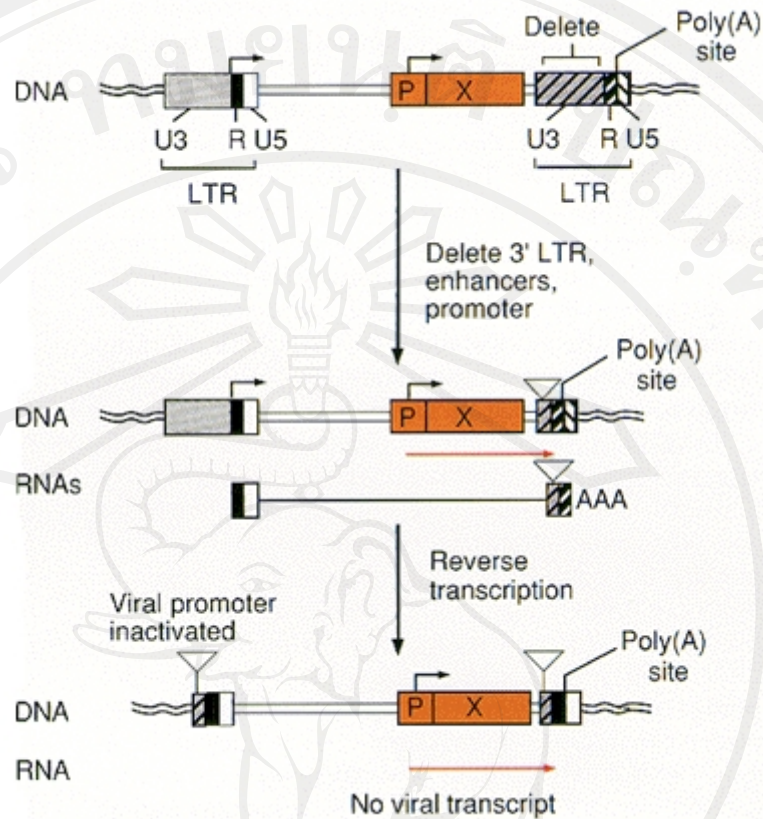 Delete
Poly(A)
site
DNA
P
X
U3
R
U5
U3
R
U5
LTR
LTR
Delete 3' LTR,
enhancers,
promoter
Poly(A)
site
DNA
P
X
RNAs
AAA
Reverse
transcription
Viral promoter
inactivated
Poly(A)
site
DNA
P
X
RNA
No viral transcript